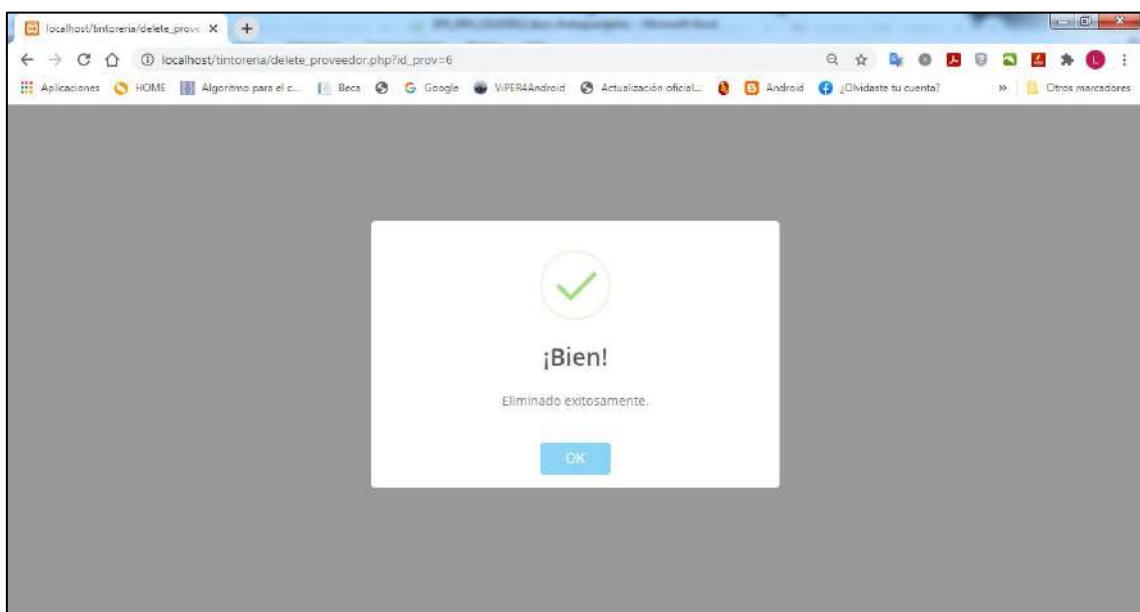 localhost/tintoreria/delete_prove
localhost/tintoreria/delete_proveedor.php?id_prov=6
L
Aplicaciones HOME Algoritmo para el c... Beca Google ViPER4Android Actualización oficial... Android ¿Olvidaste tu cuenta? Otros marcadores
¡Bien!
Eliminado exitosamente.
OK